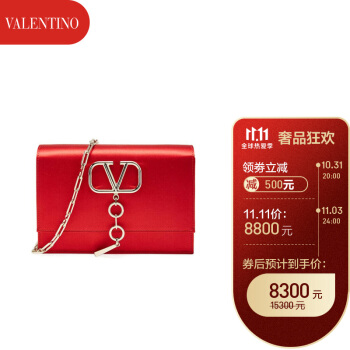 VALENTINO
11.11
全球热爱季
奢品狂欢
领券立减
减 500元
10.31
20:00
11.11价:
8800元
11.03
24:00
券后预计到手价:
8300元
15300元